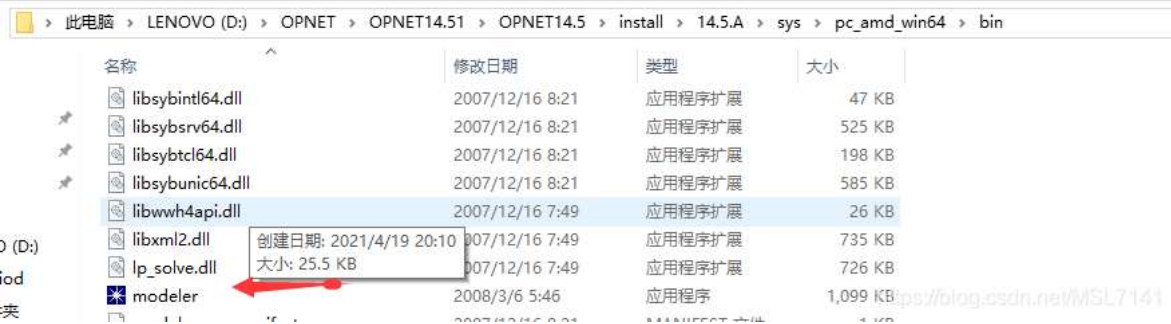 此电脑 > LENOVO (D:) > OPNET > OPNET14.51 > OPNET14.5 > install > 14.5.A > sys > pc_amd_win64 > bin
名称 修改日期 类型 大小
libsybintl64.dll 2007/12/16 8:21 应用程序扩展 47 KB
libsybsrv64.dll 2007/12/16 8:21 应用程序扩展 525 KB
libsybtcl64.dll 2007/12/16 8:21 应用程序扩展 198 KB
libsybunic64.dll 2007/12/16 8:21 应用程序扩展 585 KB
libwwh4api.dll 2007/12/16 7:49 应用程序扩展 26 KB
O (D:)
libxml2.dll 007/12/16 7:49 应用程序扩展 735 KB
创建日期: 2021/4/19 20:10
大小: 25.5 KB
iod
lp_solve.dll 007/12/16 7:49 应用程序扩展 726 KB
modeler 2008/3/6 5:46 应用程序 1,099 KB
https://blog.csdn.net/MSL7141
件夹